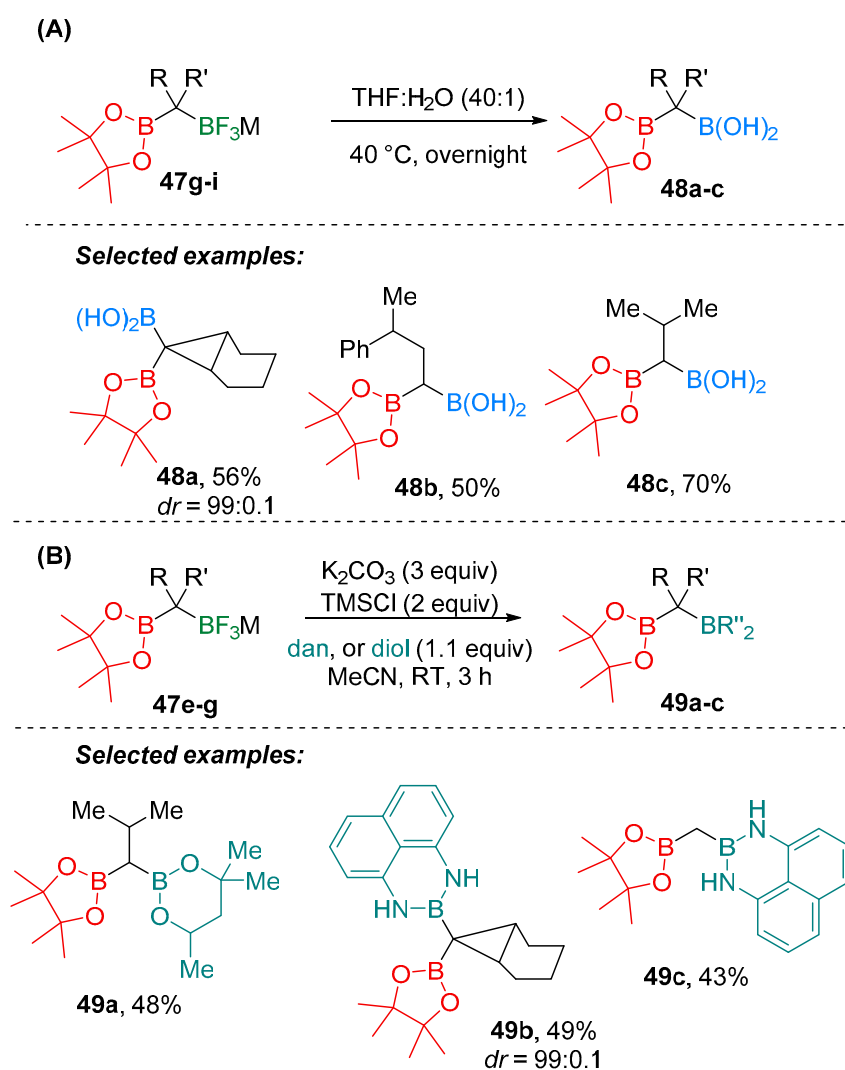 (A)
R R'
O B BF3M
O
47g-i
THF:H2O (40:1)
40 °C, overnight
R R'
O B B(OH)2
O
48a-c
Selected examples:
(HO)2B
O B
O
48a, 56%
dr = 99:0.1
Me
Ph
O B B(OH)2
O
48b, 50%
Me Me
O B B(OH)2
O
48c, 70%
(B)
R R'
O B BF3M
O
47e-g
K2CO3 (3 equiv)
TMSCl (2 equiv)
dan, or diol (1.1 equiv)
MeCN, RT, 3 h
R R'
O B BR''2
O
49a-c
Selected examples:
Me Me
O B B O Me
O O Me
Me
49a, 48%
NH
HN B
O B
O
49b, 49%
dr = 99:0.1
H
O B B N
O HN
49c, 43%